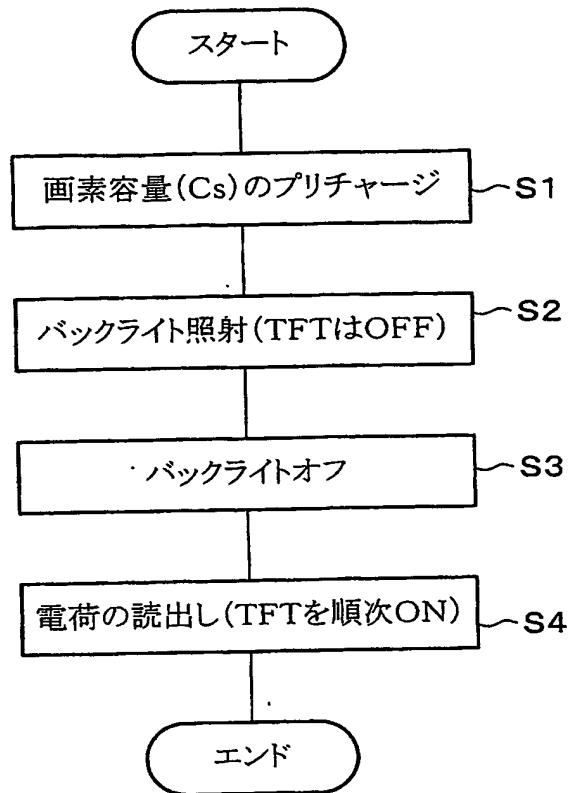 スタート
画素容量(Cs)のプリチャージ S1
バックライト照射(TFTはOFF) S2
バックライトオフ S3
電荷の読出し(TFTを順次ON) S4
エンド